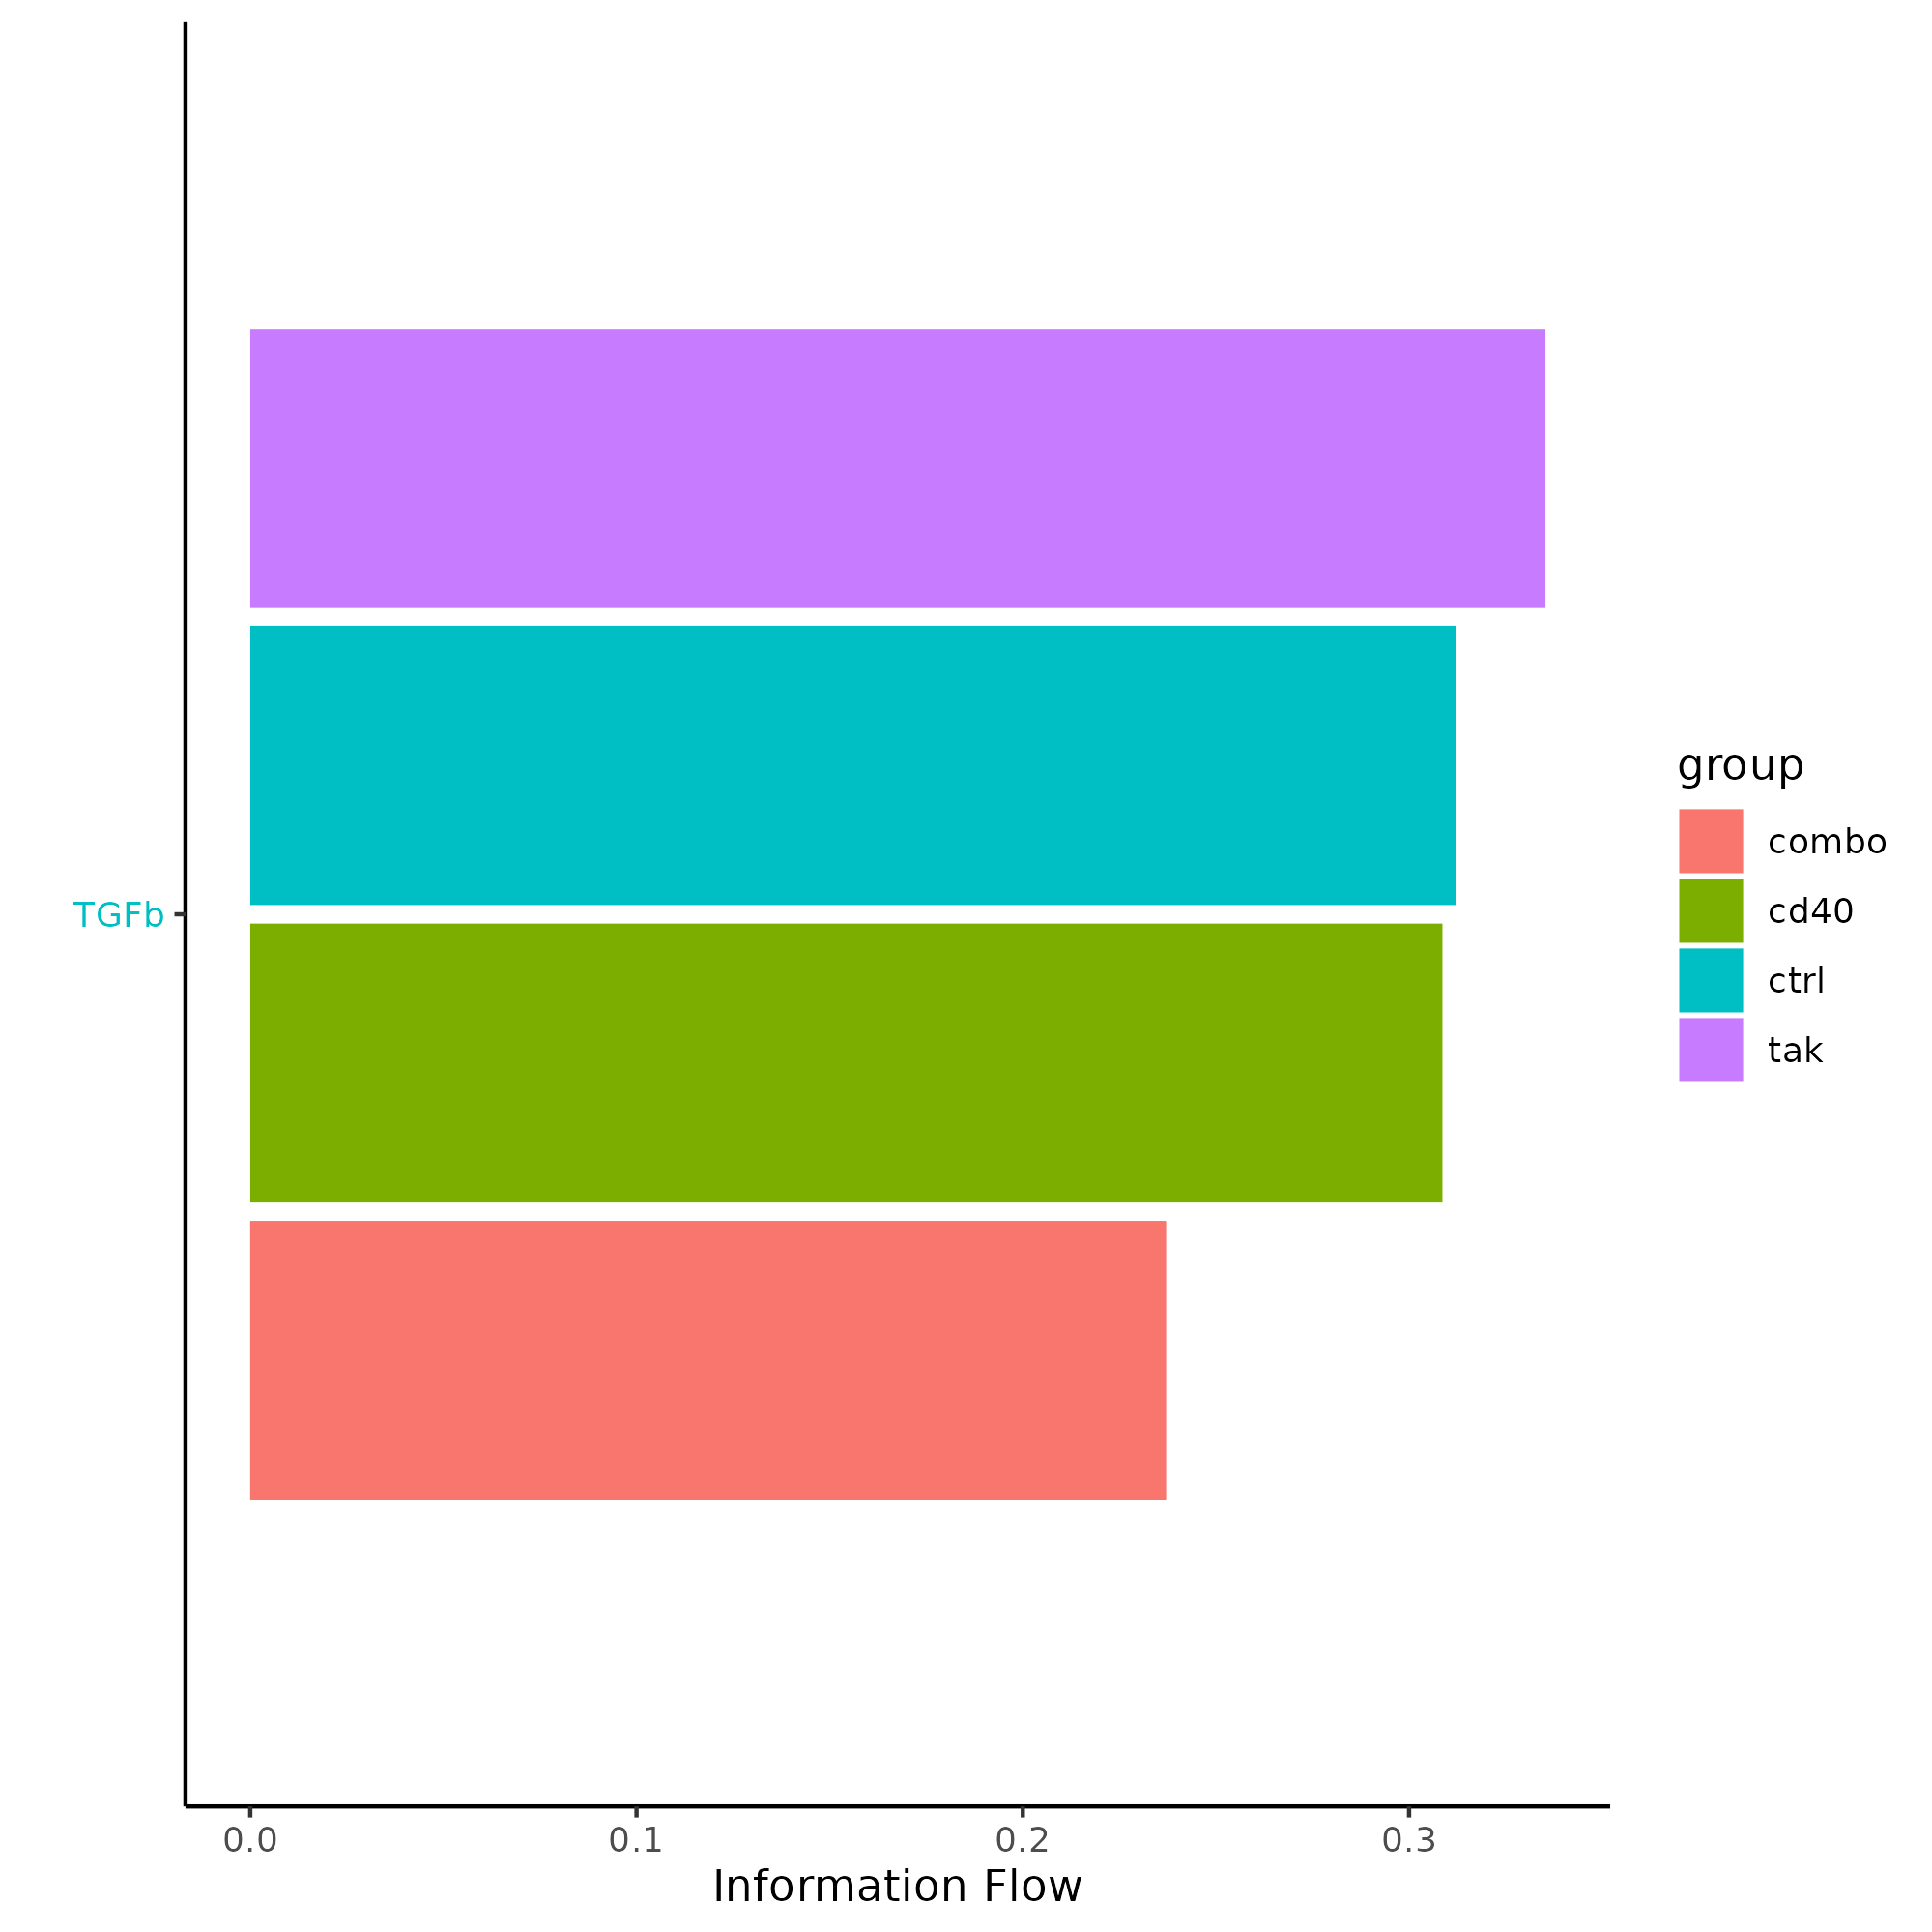 TGFb
0.0 0.1 0.2 0.3
Information Flow
group
combo
cd40
ctrl
tak